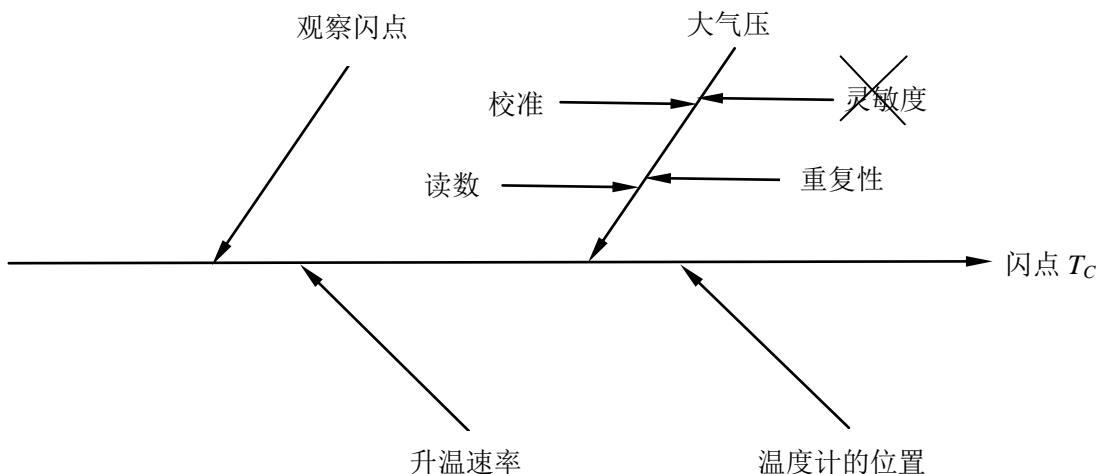 观察闪点
大气压
校准
灵敏度
读数
重复性
闪点 T_C
升温速率
温度计的位置